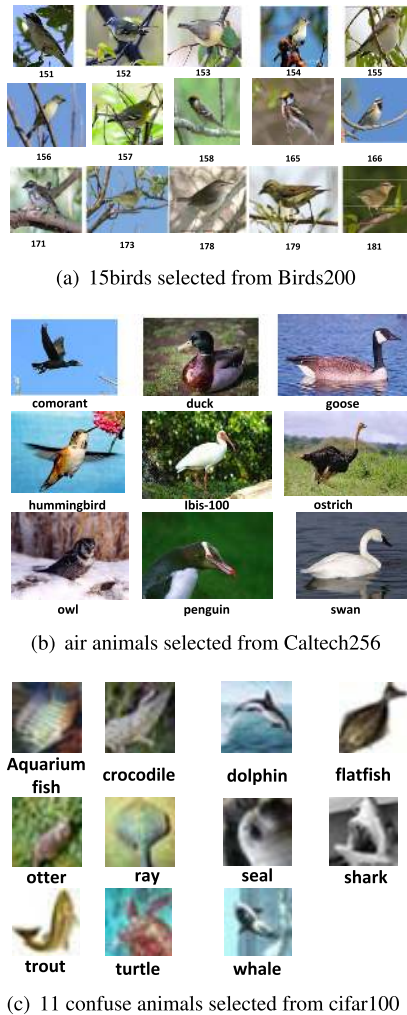 151 152 153 154 155
156 157 158 165 166
171 173 178 179 181
(a) 15birds selected from Birds200
comorant duck goose
hummingbird Ibis-100 ostrich
owl penguin swan
(b) air animals selected from Caltech256
Aquarium
fish crocodile dolphin flatfish
otter ray seal shark
trout turtle whale
(c) 11 confuse animals selected from cifar100